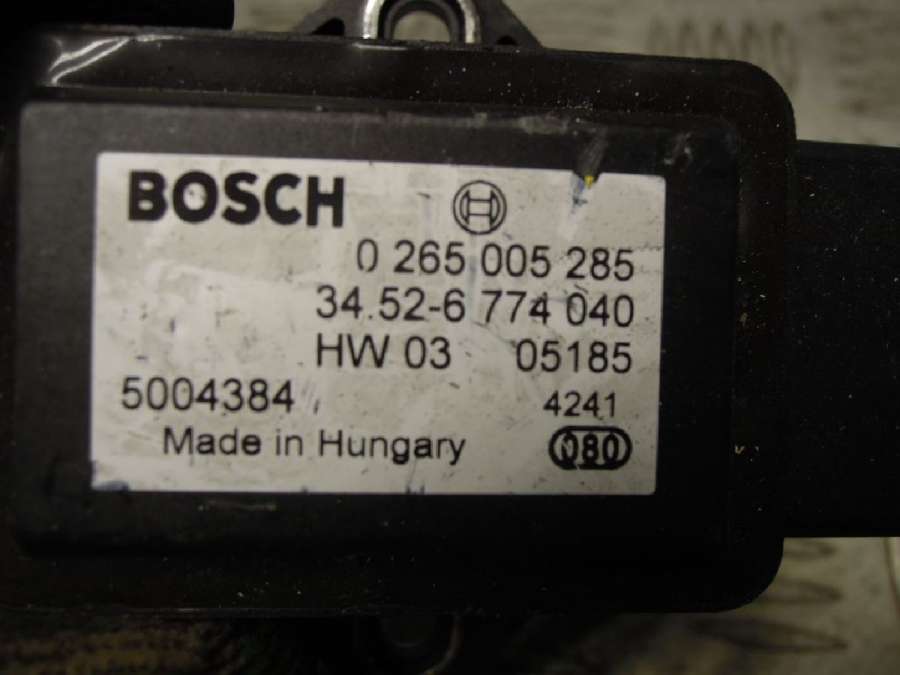 BOSCH
0 265 005 285
34.52-6 774 040
HW 03 05185
5004384 4241
Made in Hungary 080